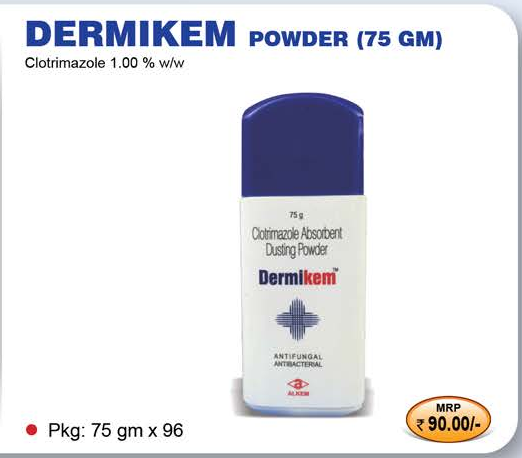 DERMIKEM POWDER (75 GM)
Clotrimazole 1.00 % w/w
75 g
Clotrimazole Absorbent
Dusting Powder
Dermikem™
ANTIFUNGAL
ANTIBACTERIAL
ALKEM
Pkg: 75 gm x 96
MRP
₹ 90.00/-